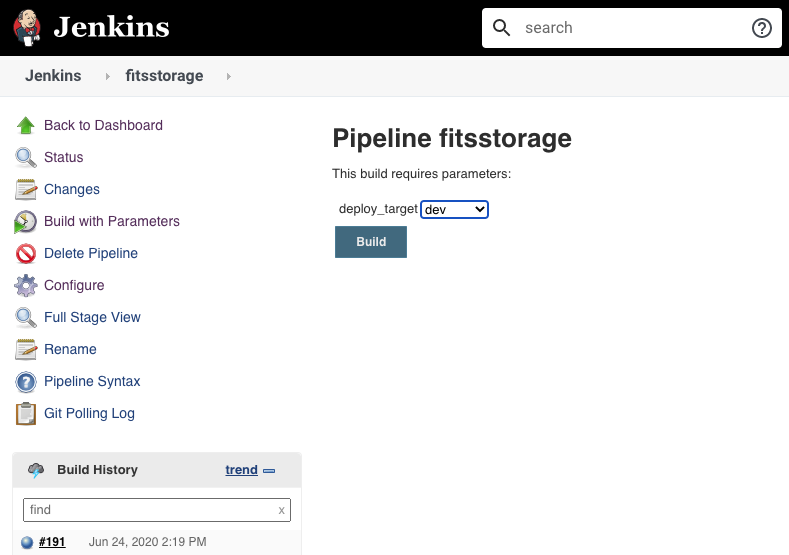 Jenkins
search
Jenkins
fitsstorage
Back to Dashboard
Status
Changes
Build with Parameters
Delete Pipeline
Configure
Full Stage View
Rename
Pipeline Syntax
Git Polling Log
Build History trend
find x
#191 Jun 24, 2020 2:19 PM
Pipeline fitsstorage
This build requires parameters:
deploy_target dev
Build